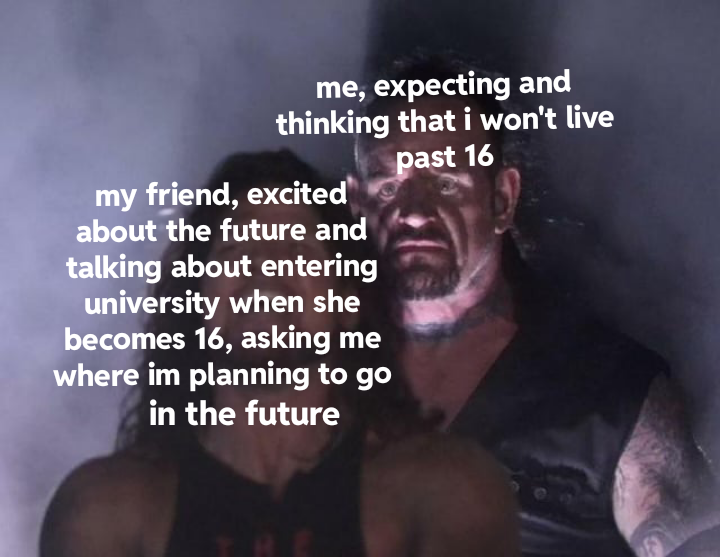 me, expecting and
thinking that i won't live
past 16
my friend, excited
about the future and
talking about entering
university when she
becomes 16, asking me
where im planning to go
in the future
THE